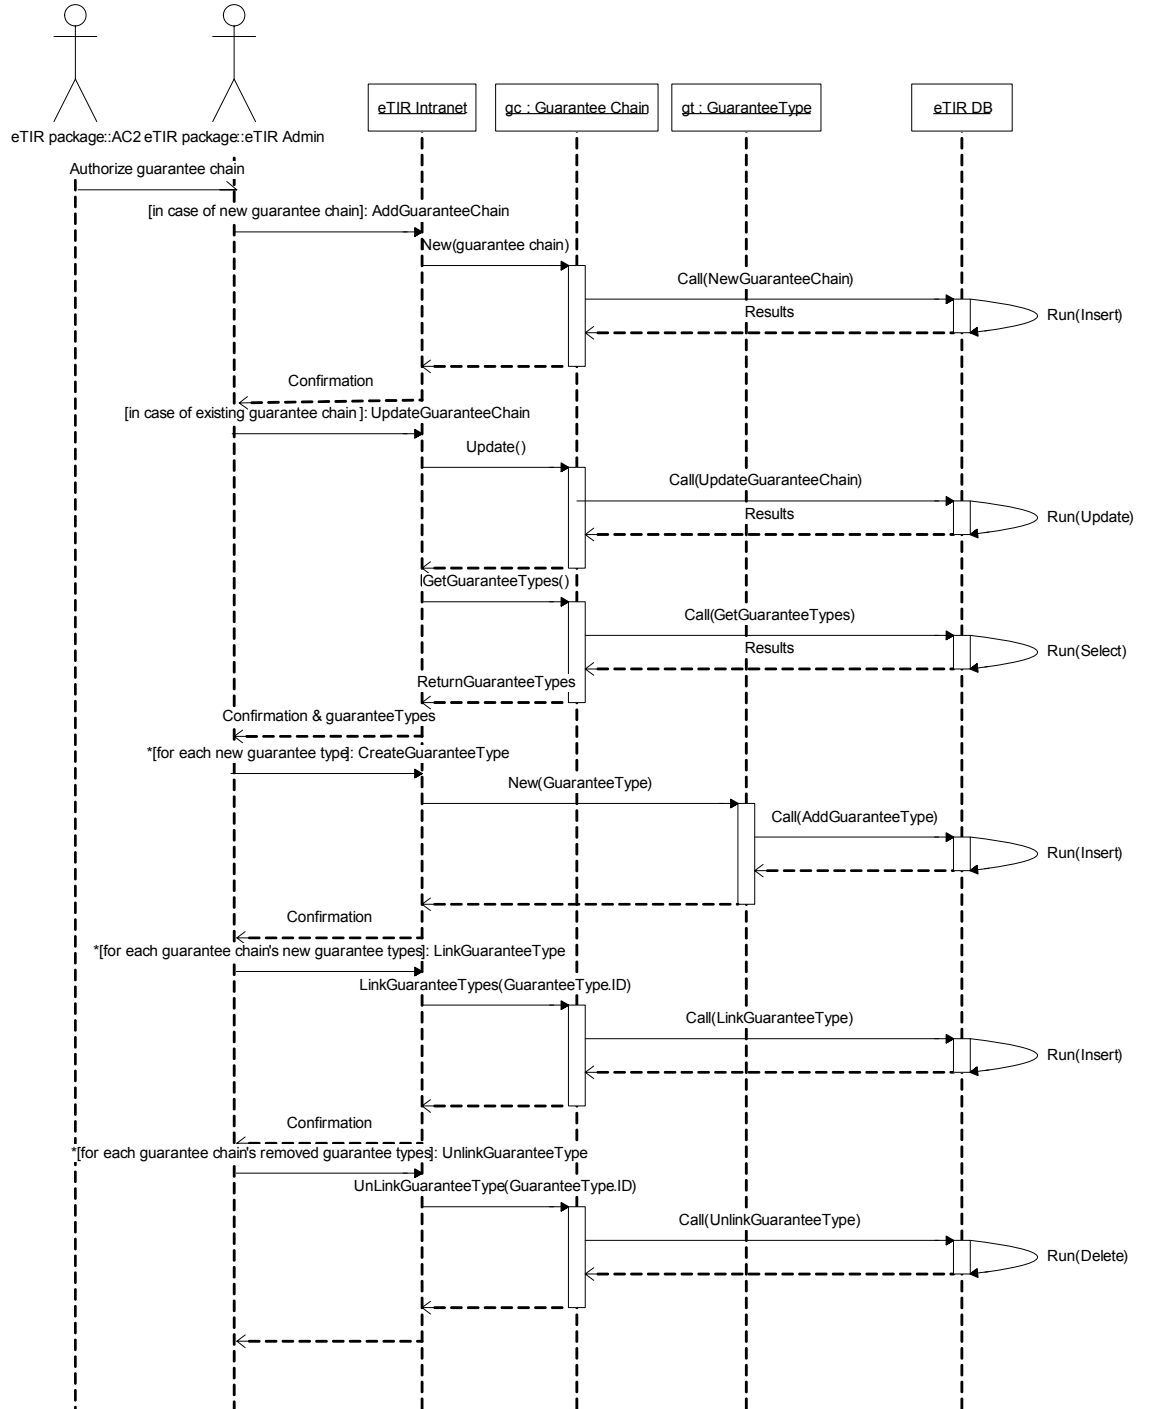 eTIR Intranet
gc : Guarantee Chain
gt : GuaranteeType
eTIR DB
eTIR package::AC2
eTIR package::eTIR Admin
Authorize guarantee chain
[in case of new guarantee chain]: AddGuaranteeChain
New(guarantee chain)
Call(NewGuaranteeChain)
Results
Run(Insert)
Confirmation
[in case of existing guarantee chain ]: UpdateGuaranteeChain
Update()
Call(UpdateGuaranteeChain)
Results
Run(Update)
GetGuaranteeTypes()
Call(GetGuaranteeTypes)
Results
Run(Select)
ReturnGuaranteeTypes
Confirmation & guaranteeTypes
*[for each new guarantee type]: CreateGuaranteeType
New(GuaranteeType)
Call(AddGuaranteeType)
Run(Insert)
Confirmation
*[for each guarantee chain's new guarantee types]: LinkGuaranteeType
LinkGuaranteeTypes(GuaranteeType.ID)
Call(LinkGuaranteeType)
Run(Insert)
Confirmation
*[for each guarantee chain's removed guarantee types]: UnlinkGuaranteeType
UnLinkGuaranteeType(GuaranteeType.ID)
Call(UnlinkGuaranteeType)
Run(Delete)